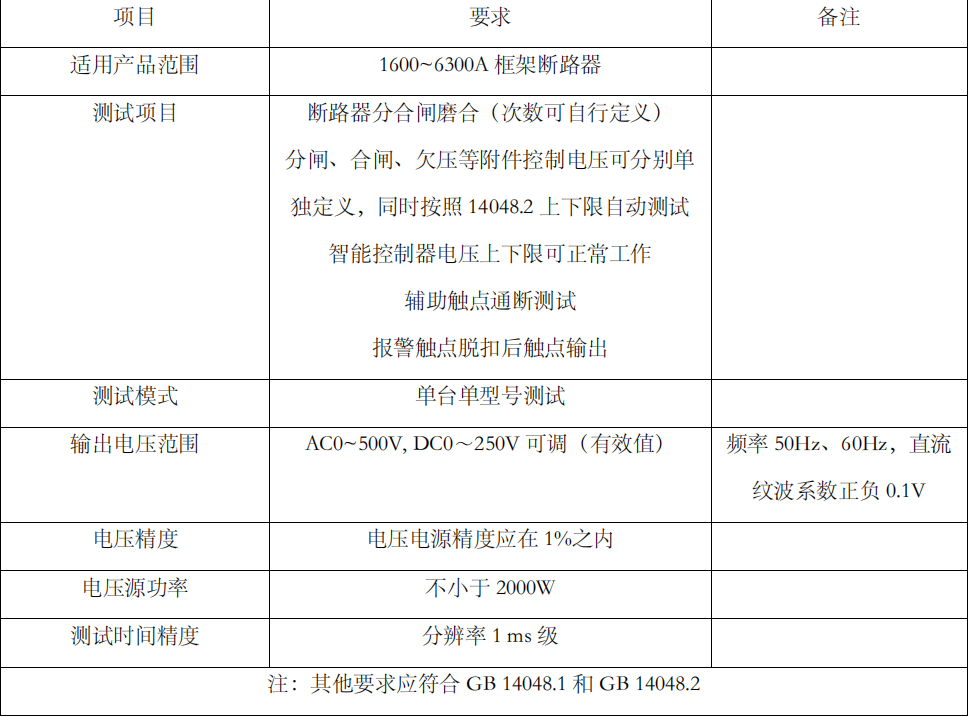 项目 要求 备注
适用产品范围 1600~6300A 框架断路器
测试项目 断路器分合闸磨合（次数可自行定义）
分闸、合闸、欠压等附件控制电压可分别单
独定义，同时按照 14048.2 上下限自动测试
智能控制器电压上下限可正常工作
辅助触点通断测试
报警触点脱扣后触点输出
测试模式 单台单型号测试
输出电压范围 AC0~500V, DC0～250V 可调（有效值） 频率 50Hz、60Hz，直流
纹波系数正负 0.1V
电压精度 电压电源精度应在 1%之内
电压源功率 不小于 2000W
测试时间精度 分辨率 1 ms 级
注：其他要求应符合 GB 14048.1 和 GB 14048.2